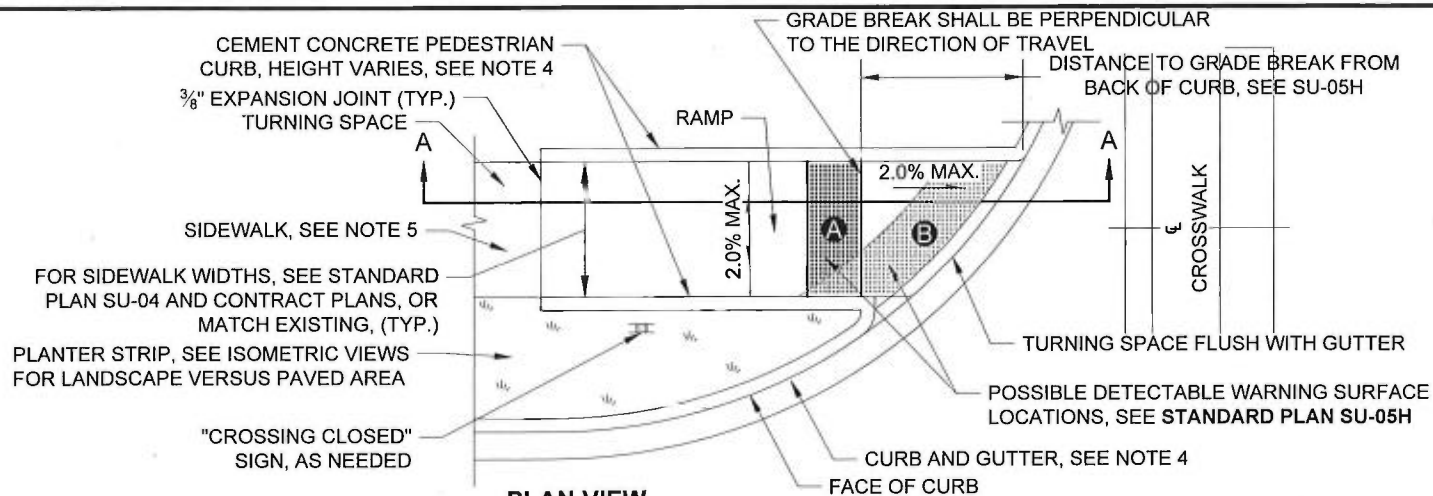 GRADE BREAK SHALL BE PERPENDICULAR
TO THE DIRECTION OF TRAVEL
CEMENT CONCRETE PEDESTRIAN
CURB, HEIGHT VARIES, SEE NOTE 4
DISTANCE TO GRADE BREAK FROM
BACK OF CURB, SEE SU-05H
3/8" EXPANSION JOINT (TYP.)
TURNING SPACE
RAMP
A
A
2.0% MAX.
2.0% MAX.
A
B
CROSSWALK
℄
SIDEWALK, SEE NOTE 5
FOR SIDEWALK WIDTHS, SEE STANDARD
PLAN SU-04 AND CONTRACT PLANS, OR
MATCH EXISTING, (TYP.)
PLANTER STRIP, SEE ISOMETRIC VIEWS
FOR LANDSCAPE VERSUS PAVED AREA
TURNING SPACE FLUSH WITH GUTTER
POSSIBLE DETECTABLE WARNING SURFACE
LOCATIONS, SEE STANDARD PLAN SU-05H
"CROSSING CLOSED"
SIGN, AS NEEDED
CURB AND GUTTER, SEE NOTE 4
FACE OF CURB
PLAN VIEW